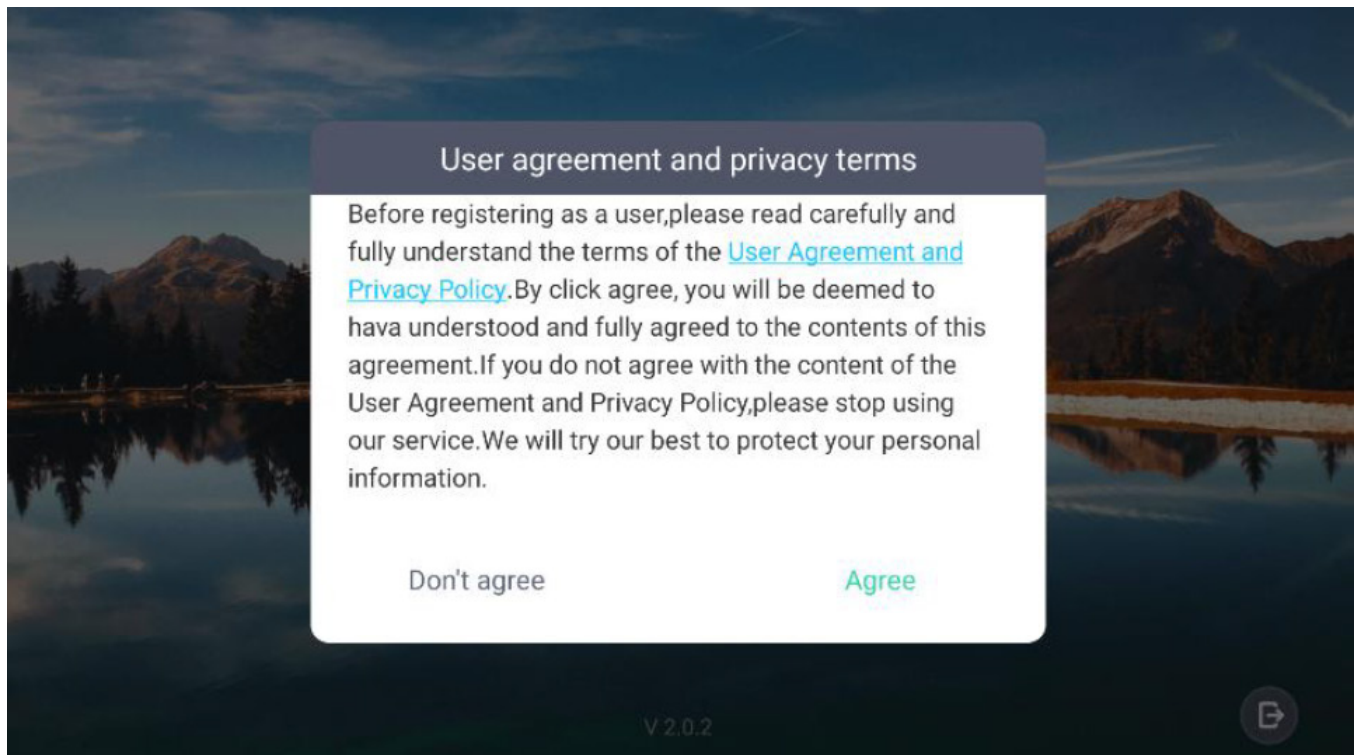 User agreement and privacy terms
Before registering as a user,please read carefully and
fully understand the terms of the User Agreement and
Privacy Policy.By click agree, you will be deemed to
hava understood and fully agreed to the contents of this
agreement.If you do not agree with the content of the
User Agreement and Privacy Policy,please stop using
our service.We will try our best to protect your personal
information.
Don't agree
Agree
V 2.0.2